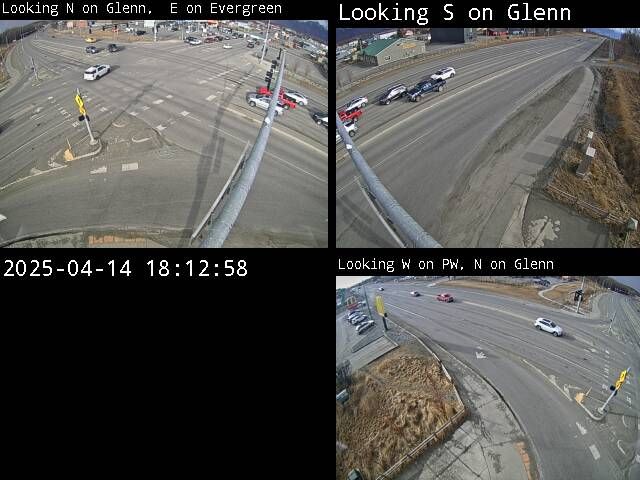 Looking N on Glenn,  E on Evergreen
Looking S on Glenn
2025-04-14 18:12:58
Looking W on PW, N on Glenn